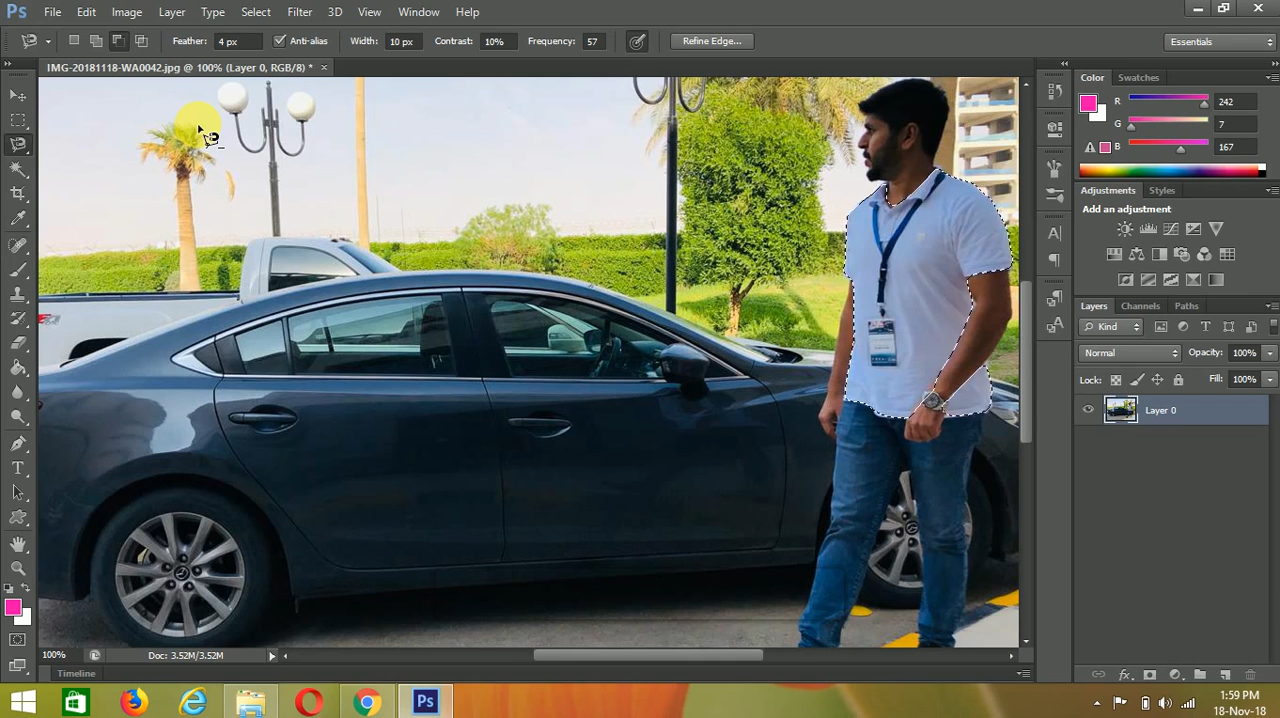 Ps File Edit Image Layer Type Select Filter 3D View Window Help
Feather: 4 px Anti-alias Width: 10 px Contrast: 10% Frequency: 57 Refine Edge... Essentials
IMG-20181118-WA0042.jpg @ 100% (Layer 0, RGB/8) *
Color Swatches
R 242
G 7
B 167
Adjustments Styles
Add an adjustment
Layers Channels Paths
Kind
Normal Opacity: 100%
Lock: Fill: 100%
Layer 0
100% Doc: 3.52M/3.52M
Timeline
Ps
1:59 PM
18-Nov-18